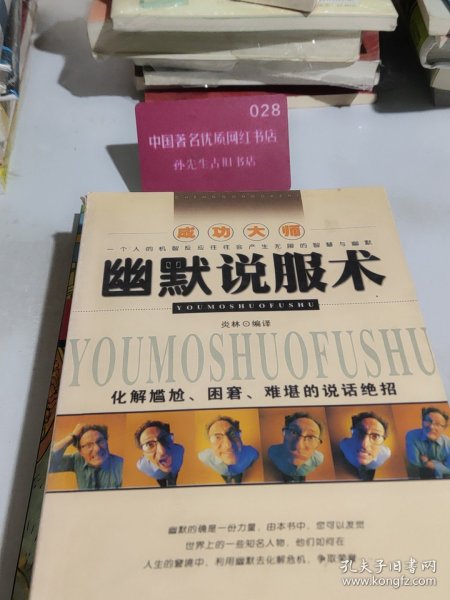 028
中国著名优质网红书店
孙先生古旧书店
CHENGGONGDASHI
成功大师
一个人的机智反应往往会产生无限的智慧与幽默
幽默说服术
YOUMOSHUOFUSHU
炎林⊙编译
YOUMOSHUOFUSHU
化解尴尬、困窘、难堪的说话绝招
幽默的确是一份力量，由本书中，您可以发觉
世界上的一些知名人物，他们如何在
人生的窘境中，利用幽默去化解危机，争取荣誉
孔夫子旧书网